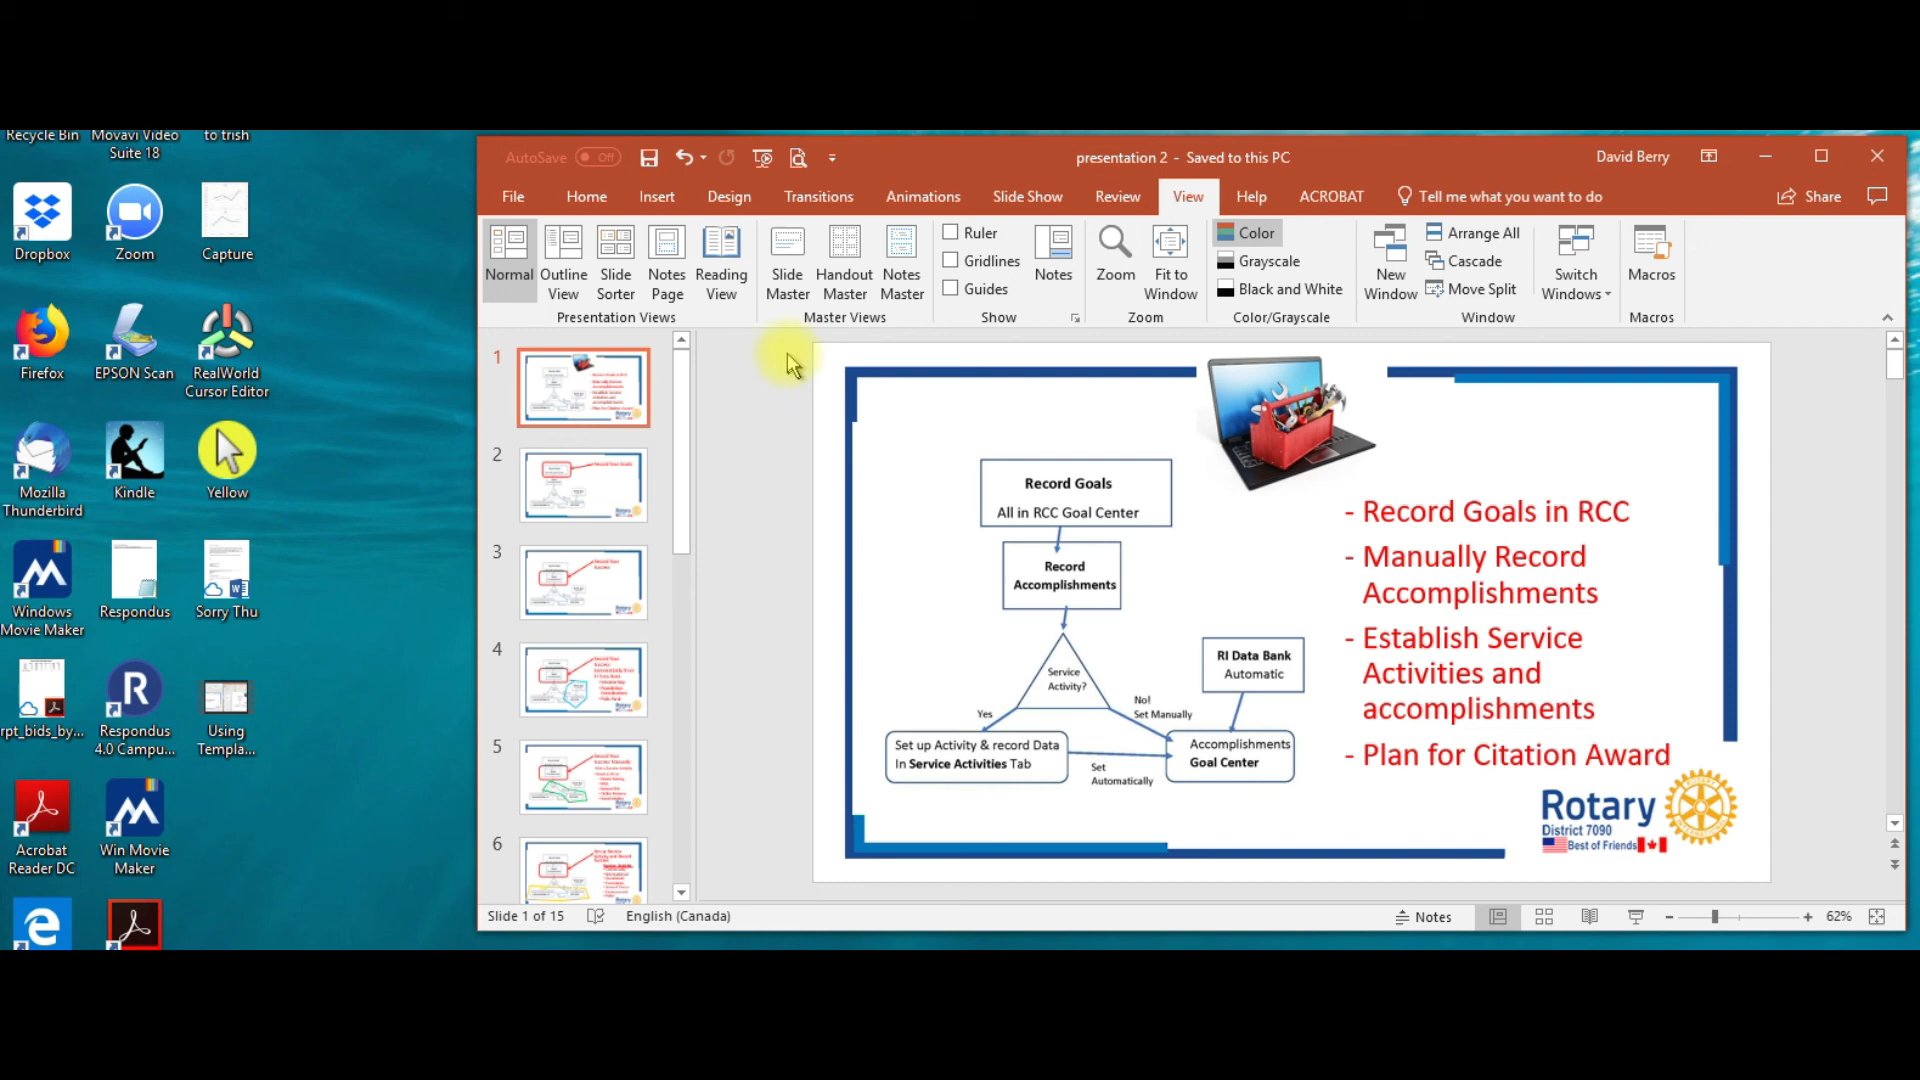 Recycle Bin
Movavi Video
Suite 18
to trish
Dropbox
Zoom
Capture
Firefox
EPSON Scan
RealWorld
Cursor Editor
Mozilla
Thunderbird
Kindle
Yellow
Windows
Movie Maker
Respondus
Sorry Thu
rpt_bids_by...
Respondus
4.0 Campu...
Using
Templa...
Acrobat
Reader DC
Win Movie
Maker
AutoSave Off
presentation 2 - Saved to this PC
David Berry
File Home Insert Design Transitions Animations Slide Show Review View Help ACROBAT Tell me what you want to do Share
Normal
Outline
View
Slide
Sorter
Notes
Page
Reading
View
Presentation Views
Slide
Master
Handout
Master
Notes
Master
Master Views
Ruler
Gridlines
Guides
Notes
Show
Zoom
Fit to
Window
Zoom
Color
Grayscale
Black and White
Color/Grayscale
New
Window
Arrange All
Cascade
Move Split
Switch
Windows
Window
Macros
Macros
1
2
3
4
5
6
Record Goals
All in RCC Goal Center
Record
Accomplishments
Service
Activity?
Yes
No!
Set Manually
RI Data Bank
Automatic
Set up Activity & record Data
In Service Activities Tab
Set
Automatically
Accomplishments
Goal Center
- Record Goals in RCC
- Manually Record
Accomplishments
- Establish Service
Activities and
accomplishments
- Plan for Citation Award
Rotary
District 7090
Best of Friends
Slide 1 of 15
English (Canada)
Notes
62%